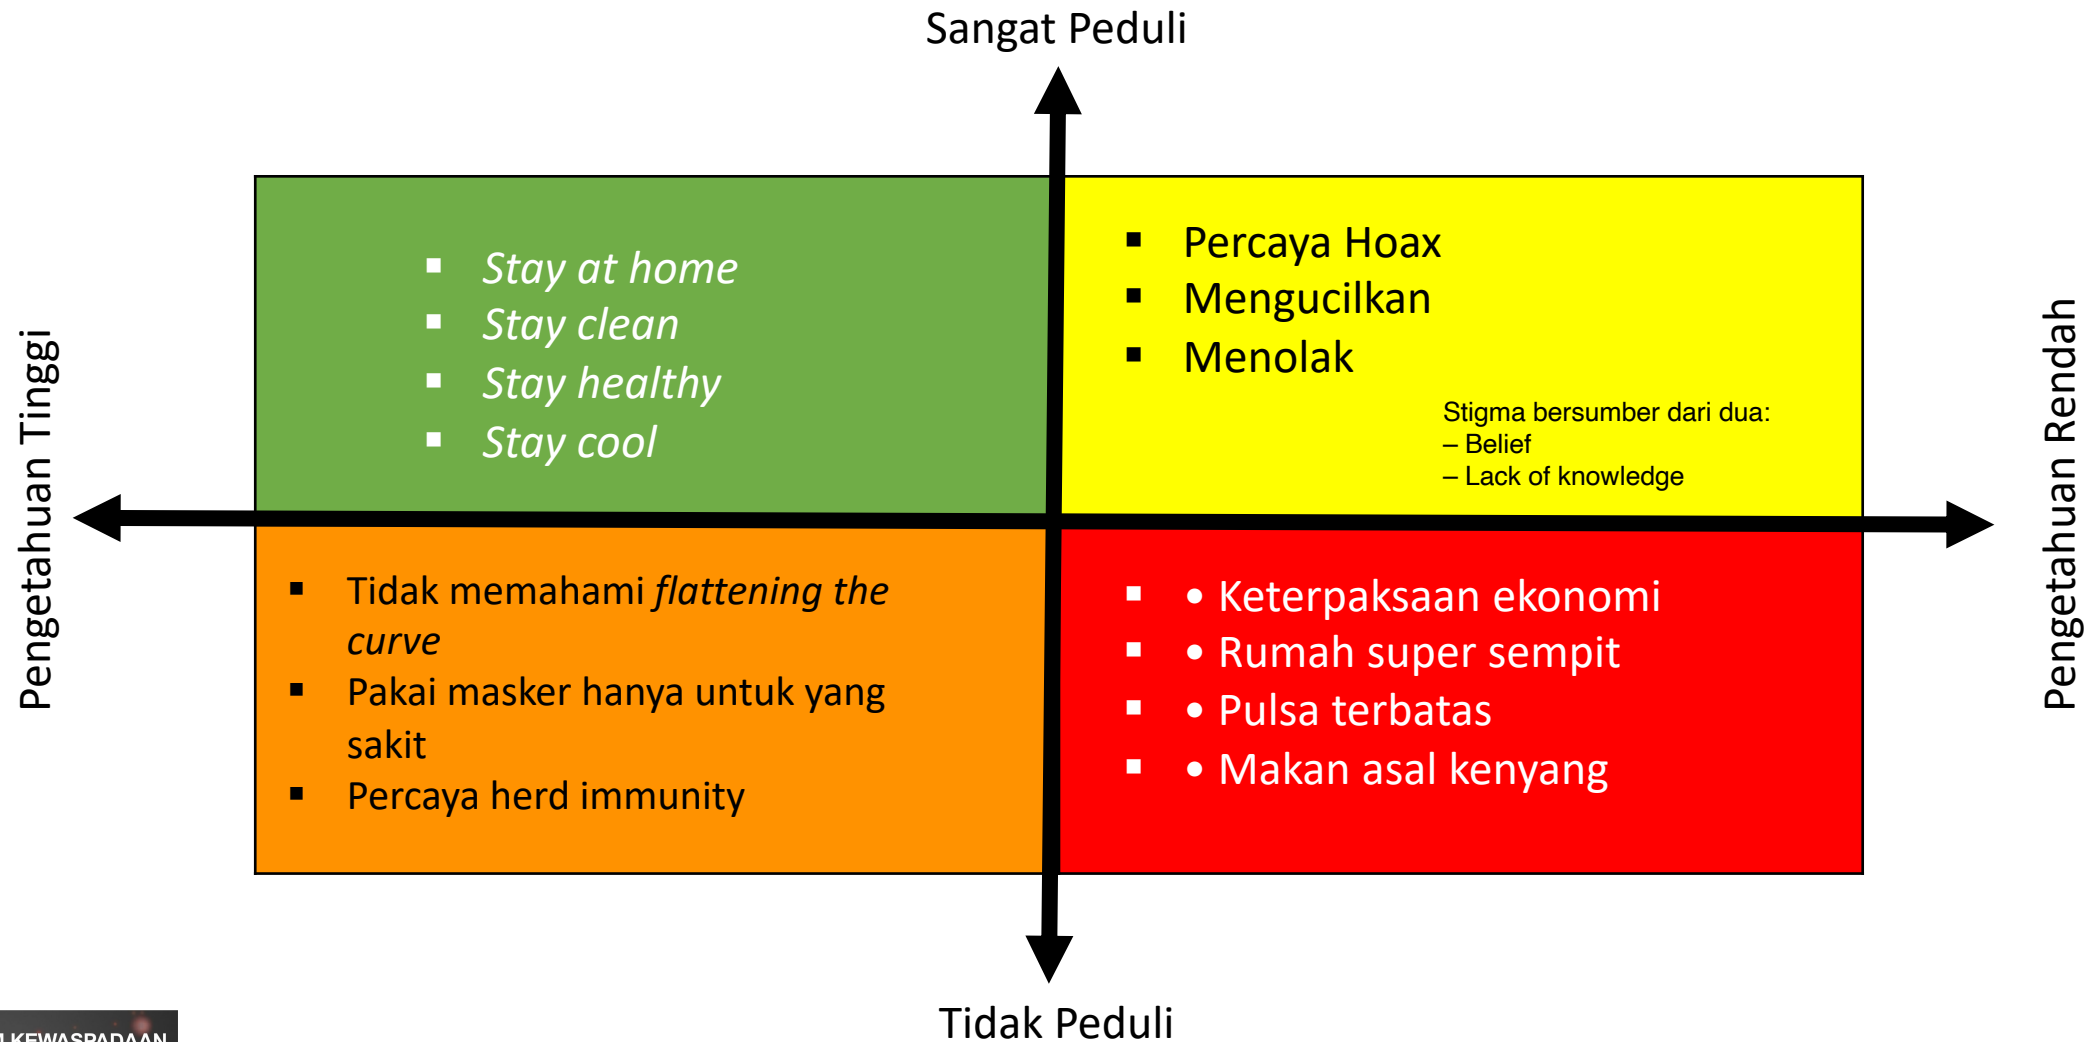 Sangat Peduli
Pengetahuan Tinggi
▪ Stay at home
▪ Stay clean
▪ Stay healthy
▪ Stay cool
▪ Percaya Hoax
▪ Mengucilkan
▪ Menolak
Stigma bersumber dari dua:
– Belief
– Lack of knowledge
Pengetahuan Rendah
▪ Tidak memahami flattening the
curve
▪ Pakai masker hanya untuk yang
sakit
▪ Percaya herd immunity
▪ • Keterpaksaan ekonomi
▪ • Rumah super sempit
▪ • Pulsa terbatas
▪ • Makan asal kenyang
Tidak Peduli
KEWASPADAAN